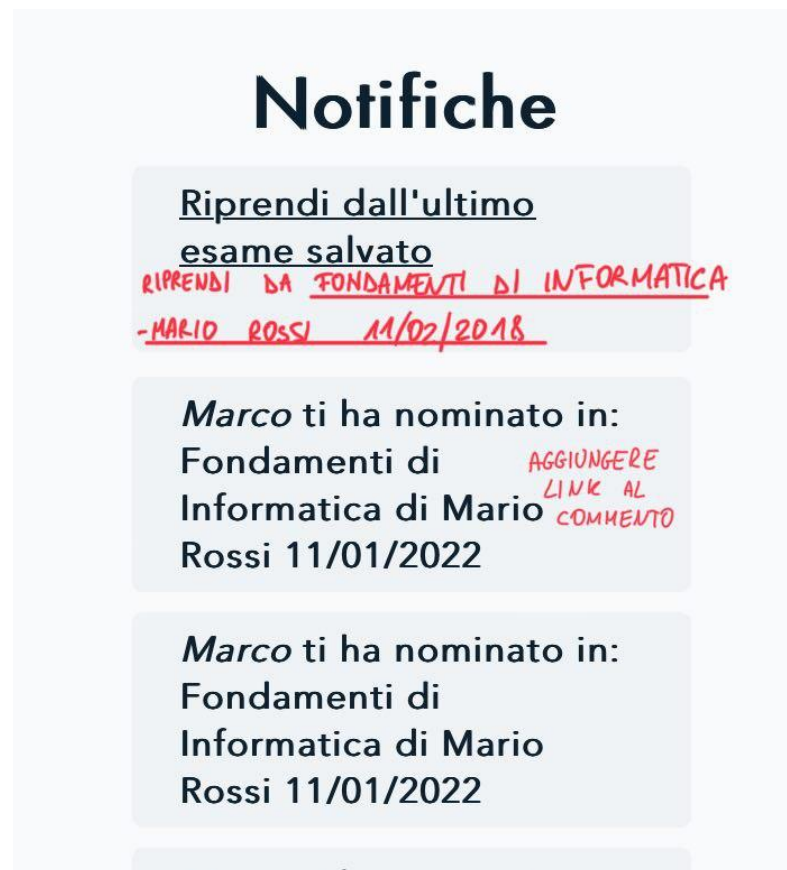 Notifiche
Riprendi dall'ultimo
esame salvato
RIPRENDI DA FONDAMENTI DI INFORMATICA
-MARIO ROSSI 11/02/2018
Marco ti ha nominato in:
Fondamenti di
Informatica di Mario
Rossi 11/01/2022
AGGIUNGERE
LINK AL
COMMENTO
Marco ti ha nominato in:
Fondamenti di
Informatica di Mario
Rossi 11/01/2022